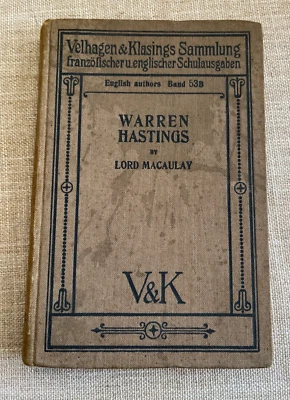 Velhagen & Klasings Sammlung
französischer u. englischer Schulausgaben
English authors Band 53B
WARREN
HASTINGS
BY
LORD MACAULAY
V&K